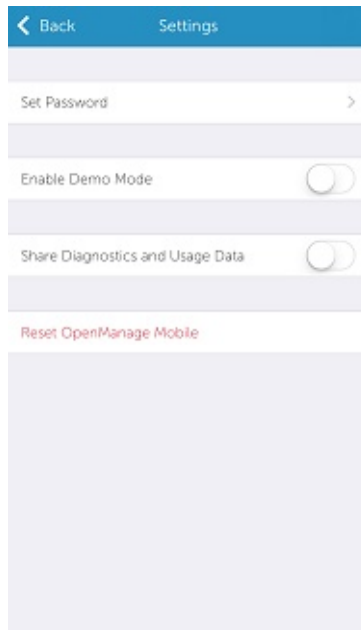 Back Settings
Set Password
Enable Demo Mode
Share Diagnostics and Usage Data
Reset OpenManage Mobile